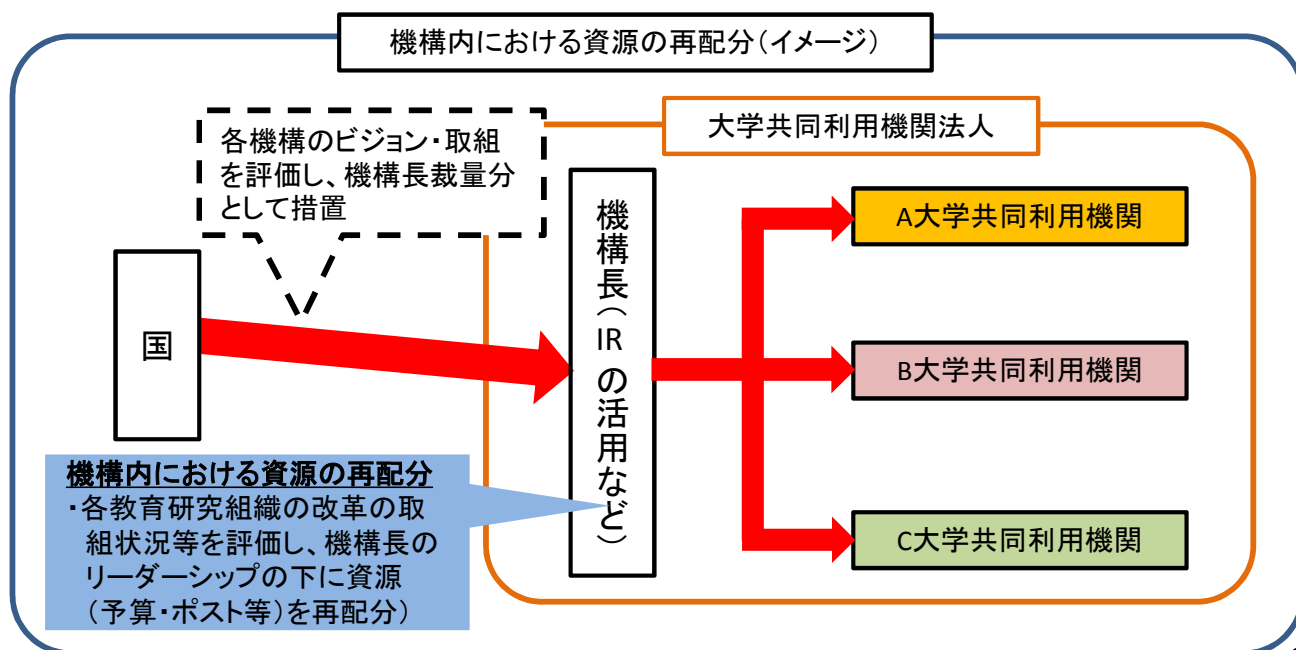 機構内における資源の再配分(イメージ)
大学共同利用機関法人
各機構のビジョン・取組
を評価し、機構長裁量分
として措置
国
機構長(IRの活用など)
A大学共同利用機関
B大学共同利用機関
C大学共同利用機関
機構内における資源の再配分
・各教育研究組織の改革の取
組状況等を評価し、機構長の
リーダーシップの下に資源
(予算・ポスト等)を再配分)